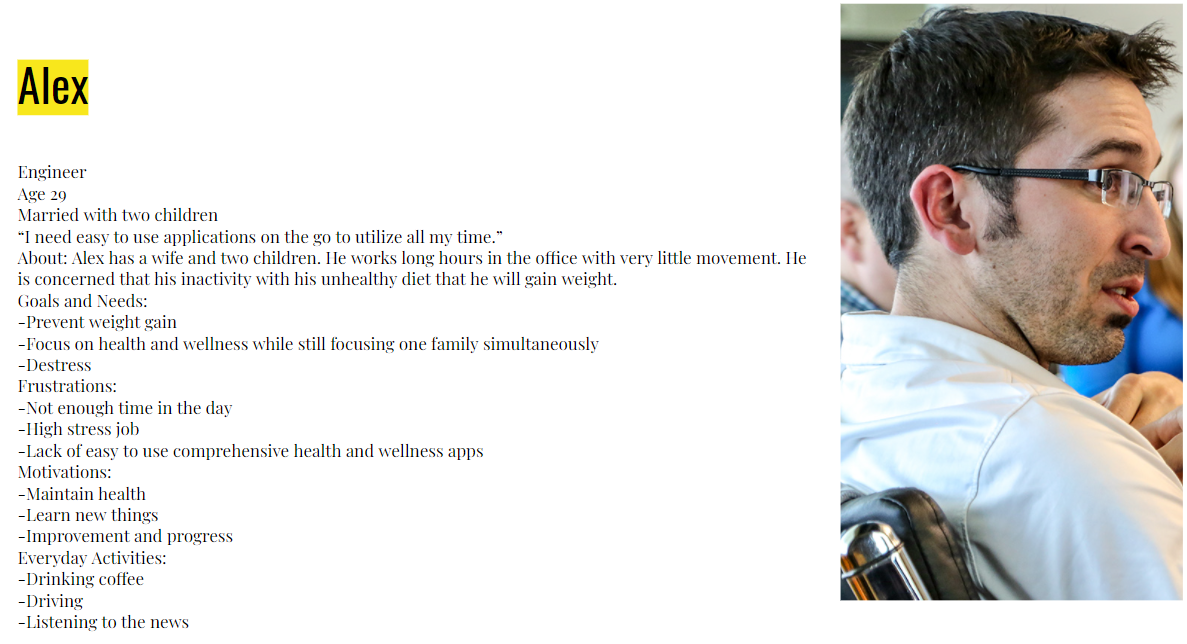 Alex
Engineer
Age 29
Married with two children
“I need easy to use applications on the go to utilize all my time.”
About: Alex has a wife and two children. He works long hours in the office with very little movement. He
is concerned that his inactivity with his unhealthy diet that he will gain weight.
Goals and Needs:
-Prevent weight gain
-Focus on health and wellness while still focusing one family simultaneously
-Destress
Frustrations:
-Not enough time in the day
-High stress job
-Lack of easy to use comprehensive health and wellness apps
Motivations:
-Maintain health
-Learn new things
-Improvement and progress
Everyday Activities:
-Drinking coffee
-Driving
-Listening to the news